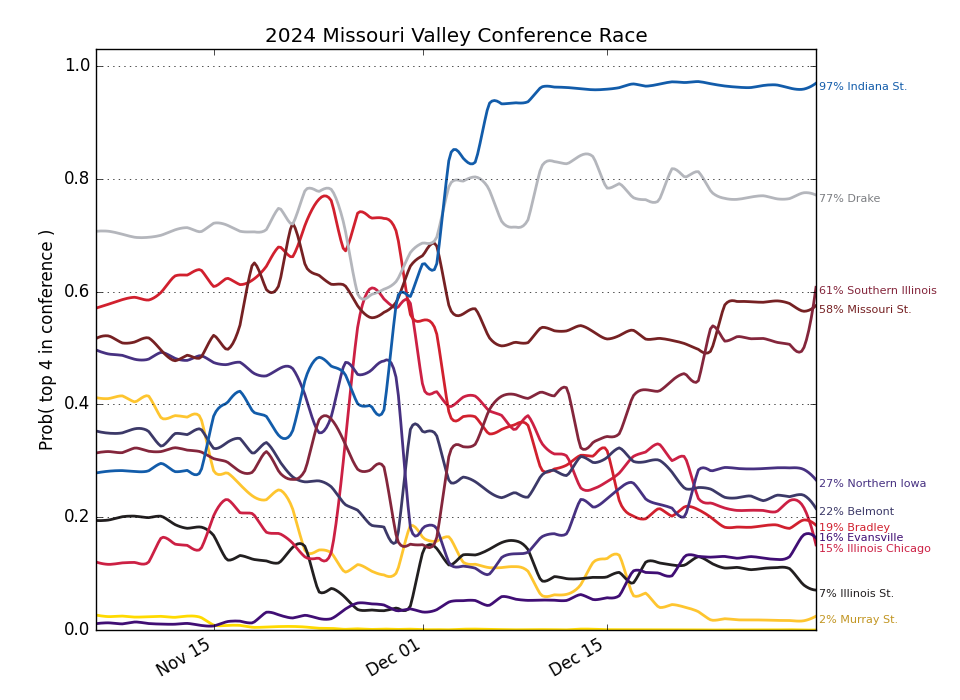 2024 Missouri Valley Conference Race
Prob( top 4 in conference )
1.0
0.8
0.6
0.4
0.2
0.0
Nov 15
Dec 01
Dec 15
97% Indiana St.
77% Drake
61% Southern Illinois
58% Missouri St.
27% Northern Iowa
22% Belmont
19% Bradley
16% Evansville
15% Illinois Chicago
7% Illinois St.
2% Murray St.